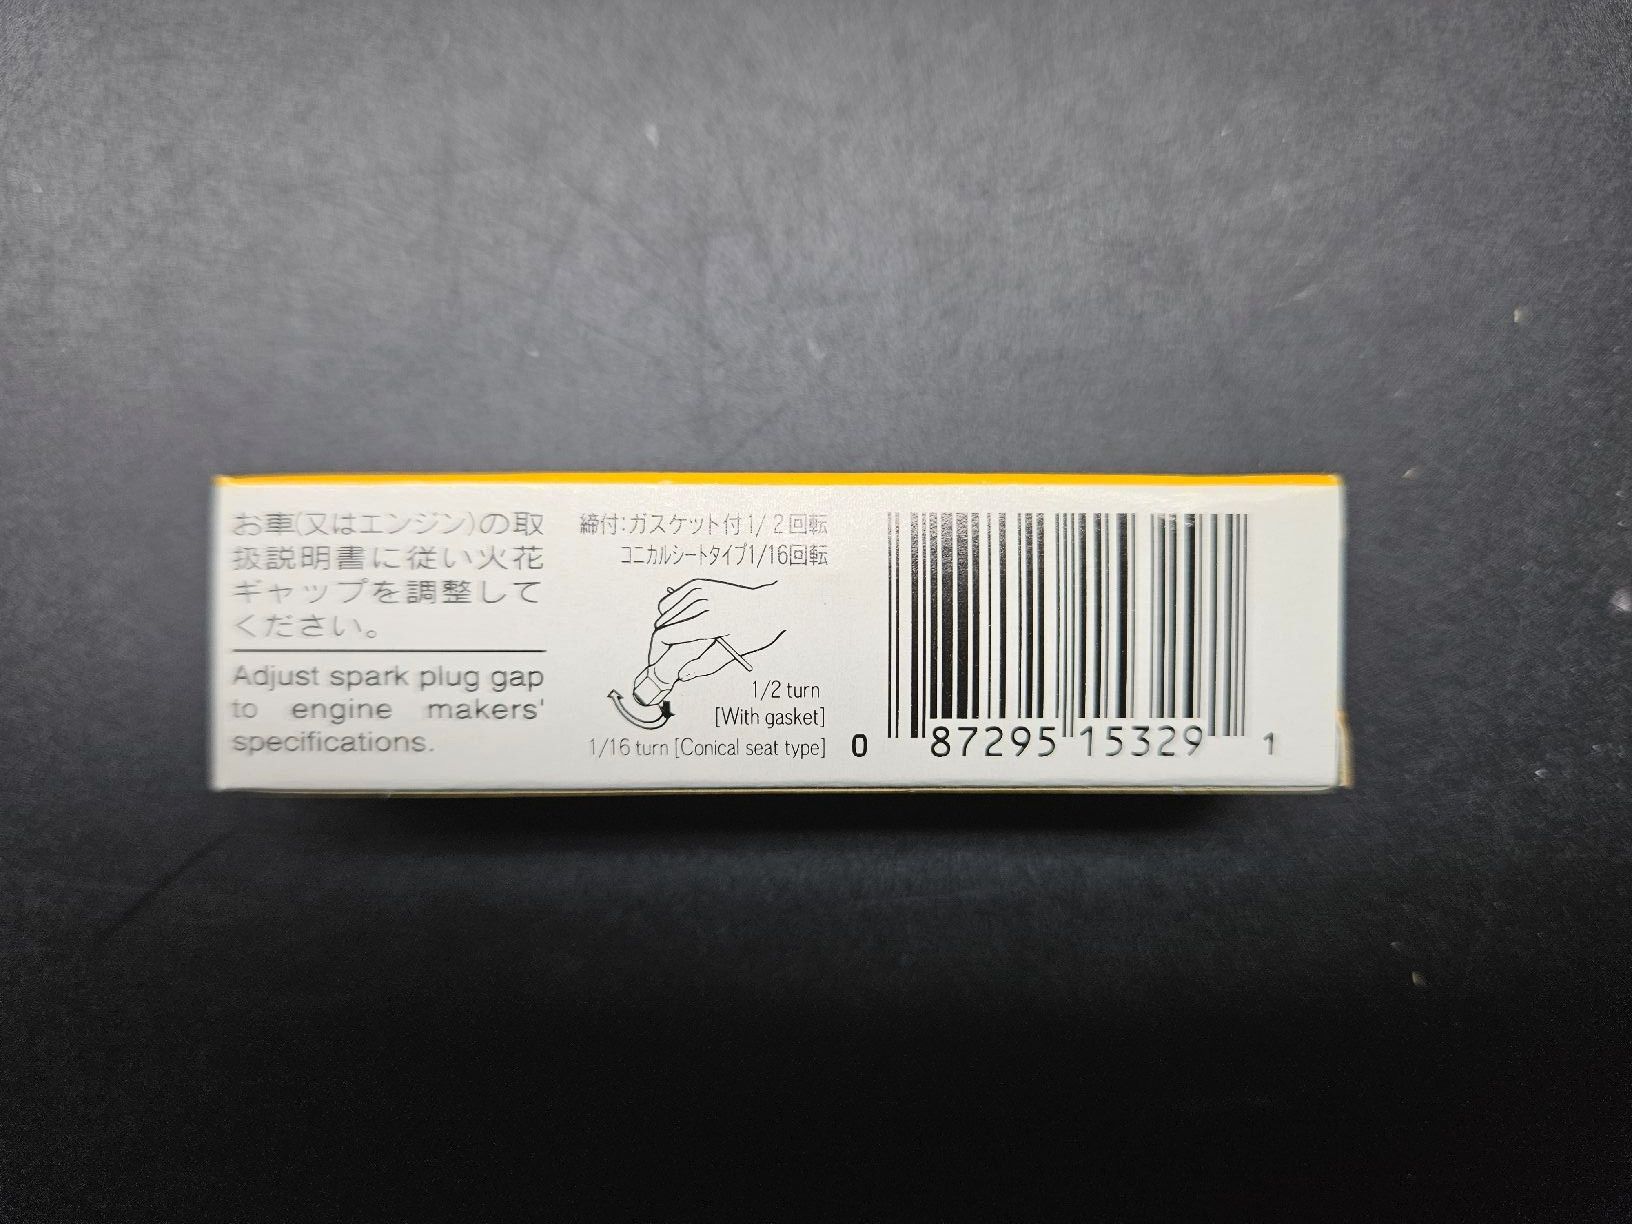 お車(又はエンジン)の取
扱説明書に従い火花
ギャップを調整して
ください。
Adjust spark plug gap
to engine makers'
specifications.
締付:ガスケット付1/2回転
コニカルシートタイプ1/16回転
1/2 turn
[With gasket]
1/16 turn [Conical seat type]
0 87295 15329 1